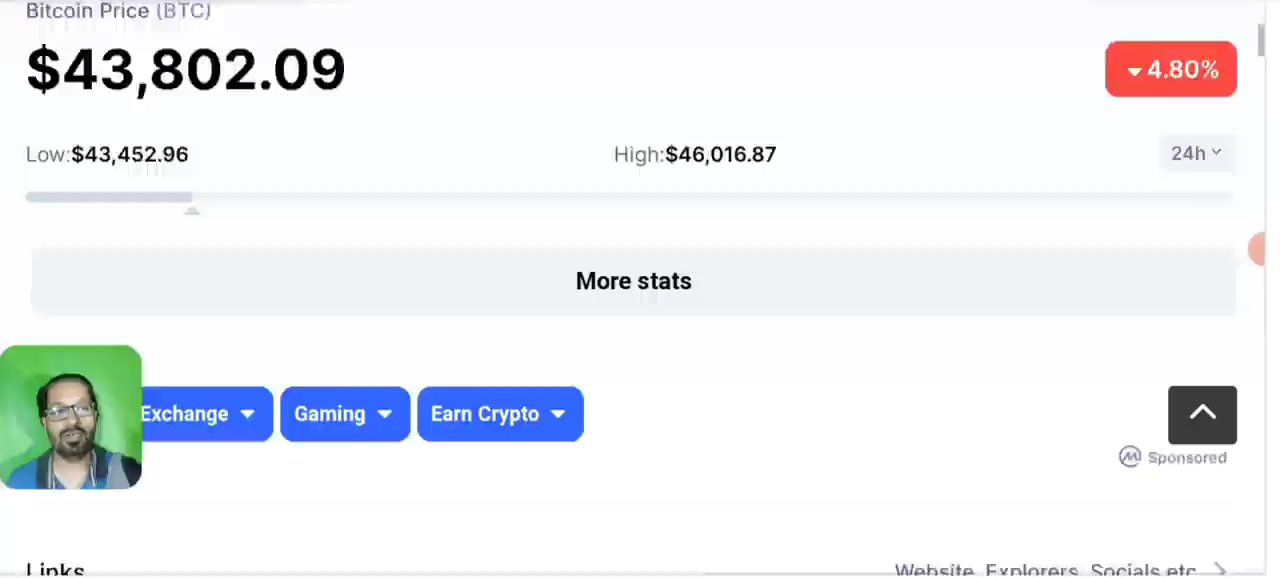 Bitcoin Price (BTC)
$43,802.09
4.80%
Low:$43,452.96
High:$46,016.87
24h
More stats
Exchange
Gaming
Earn Crypto
Sponsored
Links
Website, Explorers, Socials etc